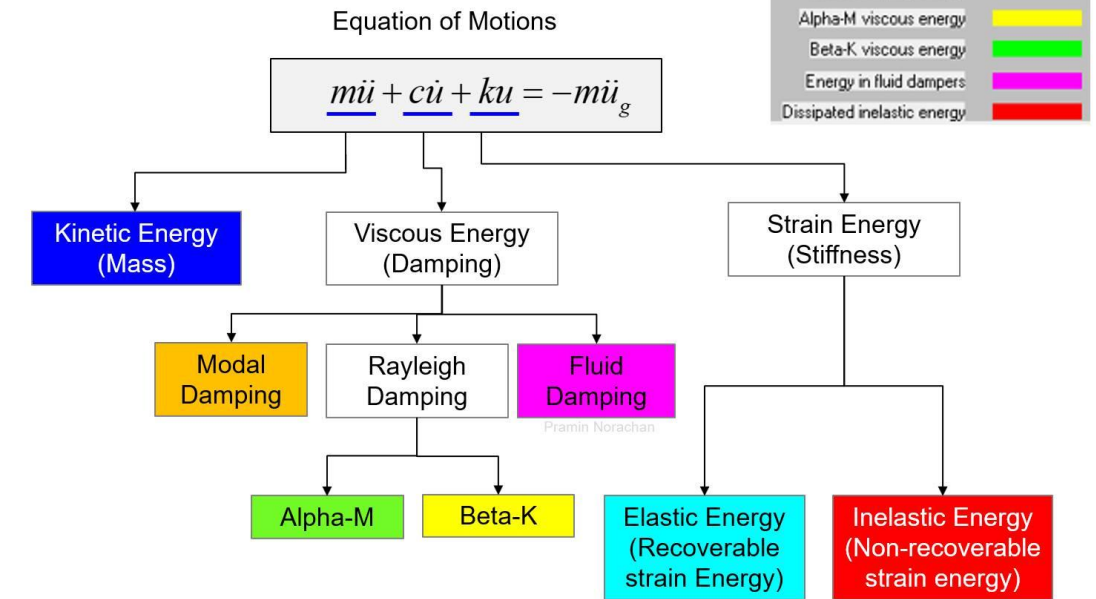 Equation of Motions
Alpha-M viscous energy
Beta-K viscous energy
Energy in fluid dampers
Dissipated inelastic energy
mü + cu̇ + ku = −mü_g
Kinetic Energy
(Mass)
Viscous Energy
(Damping)
Strain Energy
(Stiffness)
Modal
Damping
Rayleigh
Damping
Fluid
Damping
Pramin Norachan
Alpha-M
Beta-K
Elastic Energy
(Recoverable
strain Energy)
Inelastic Energy
(Non-recoverable
strain energy)